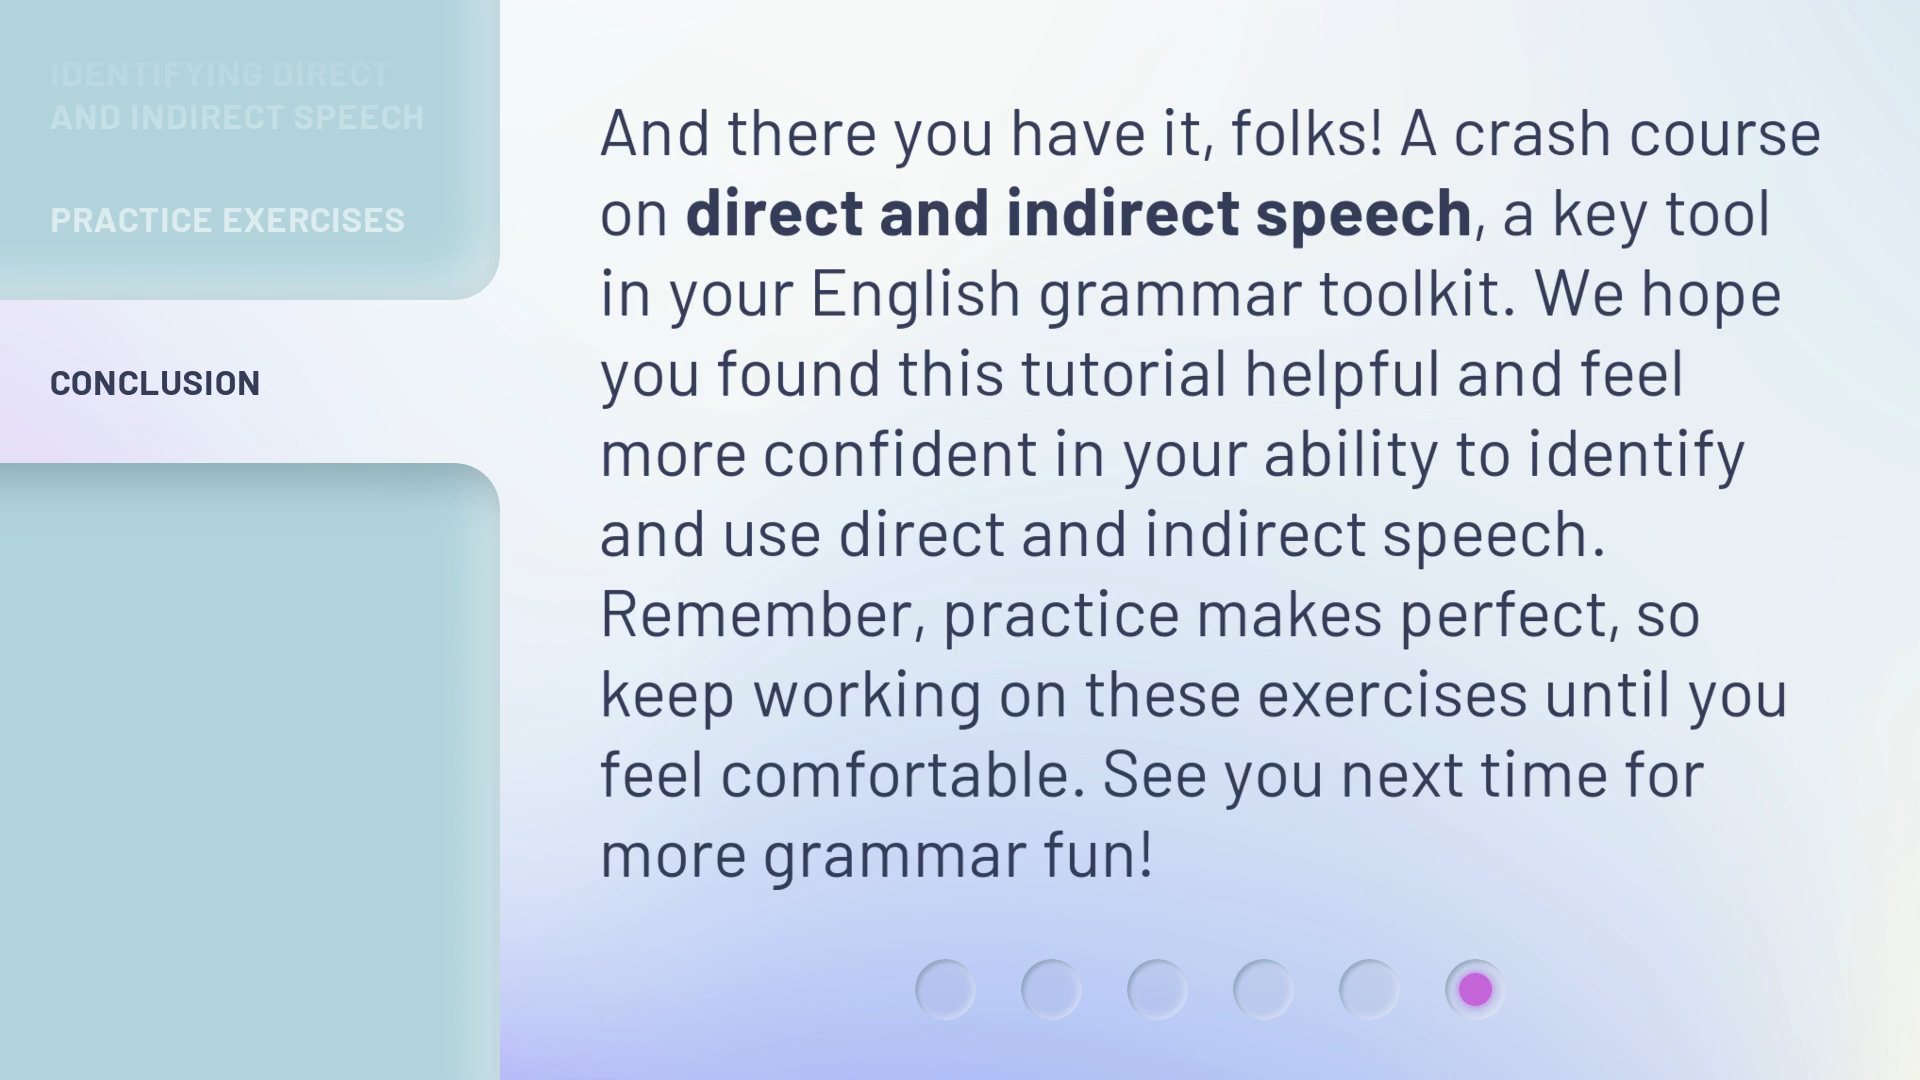 IDENTIFYING DIRECT
AND INDIRECT SPEECH
PRACTICE EXERCISES
CONCLUSION
And there you have it, folks! A crash course
on direct and indirect speech, a key tool
in your English grammar toolkit. We hope
you found this tutorial helpful and feel
more confident in your ability to identify
and use direct and indirect speech.
Remember, practice makes perfect, so
keep working on these exercises until you
feel comfortable. See you next time for
more grammar fun!